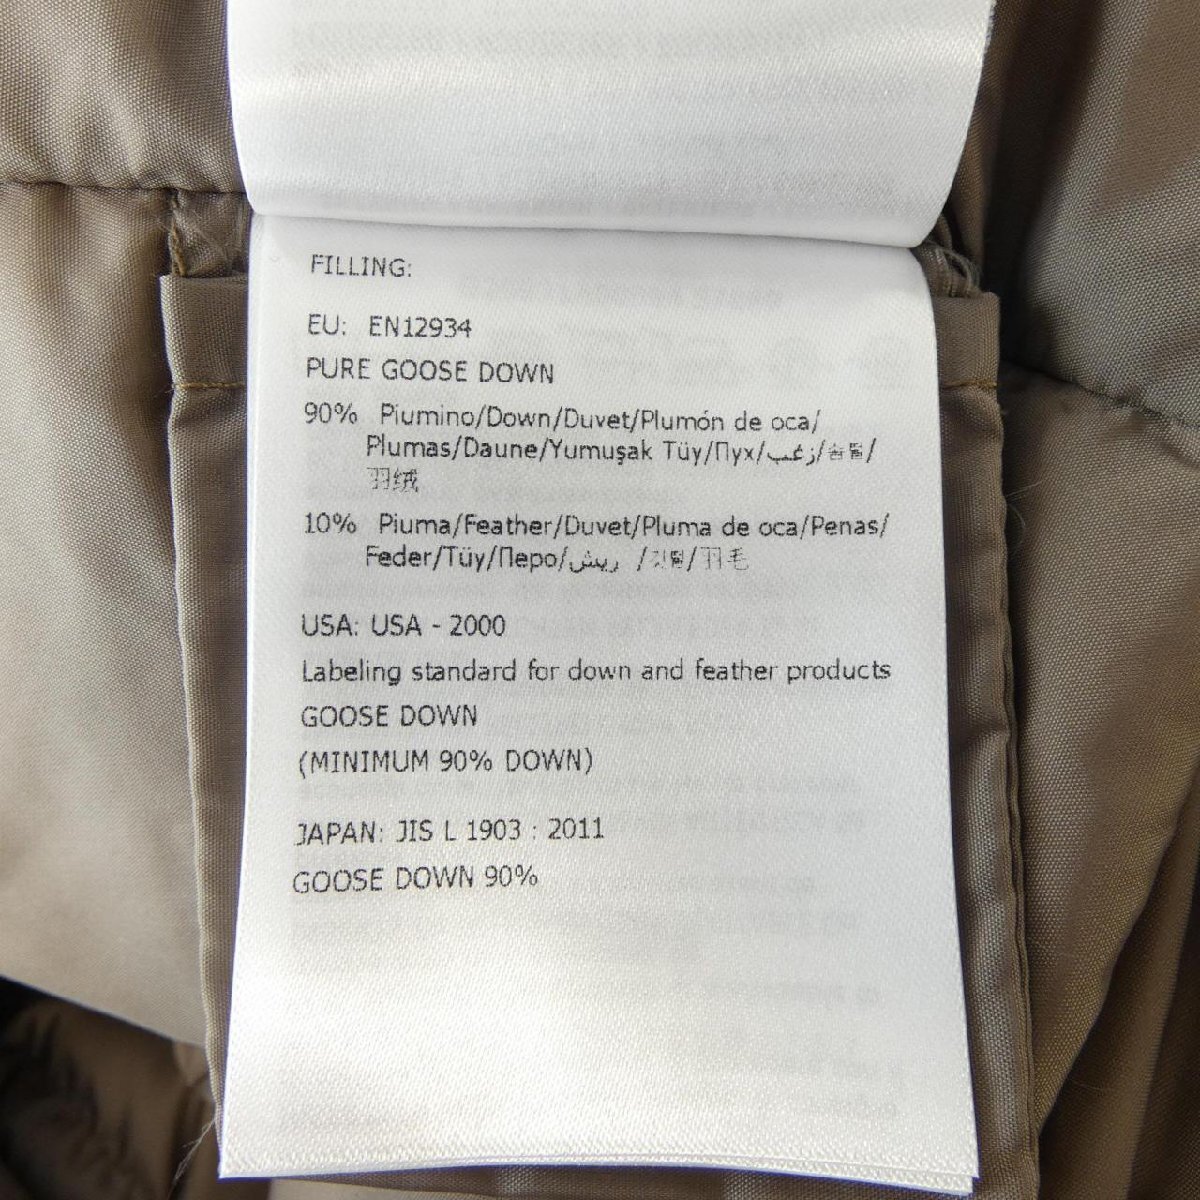 FILLING:
EU: EN12934
PURE GOOSE DOWN
90% Piumino/Down/Duvet/Plumón de oca/
Plumas/Daune/Yumuşak Tüy/Пух/زغب/솜털/
羽绒
10% Piuma/Feather/Duvet/Pluma de oca/Penas/
Feder/Tüy/Перо/ريش /깃털/羽毛
USA: USA - 2000
Labeling standard for down and feather products
GOOSE DOWN
(MINIMUM 90% DOWN)
JAPAN: JIS L 1903 : 2011
GOOSE DOWN 90%